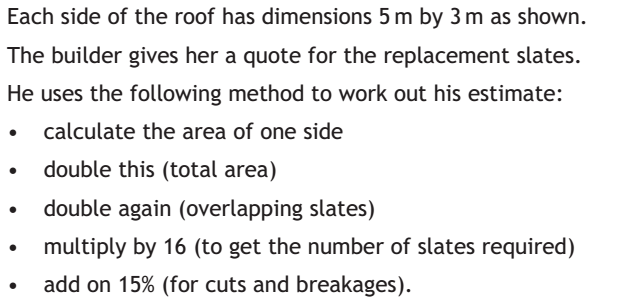 Each side of the roof has dimensions 5 m by 3 m as shown.
The builder gives her a quote for the replacement slates.
He uses the following method to work out his estimate:
• calculate the area of one side
• double this (total area)
• double again (overlapping slates)
• multiply by 16 (to get the number of slates required)
• add on 15% (for cuts and breakages).